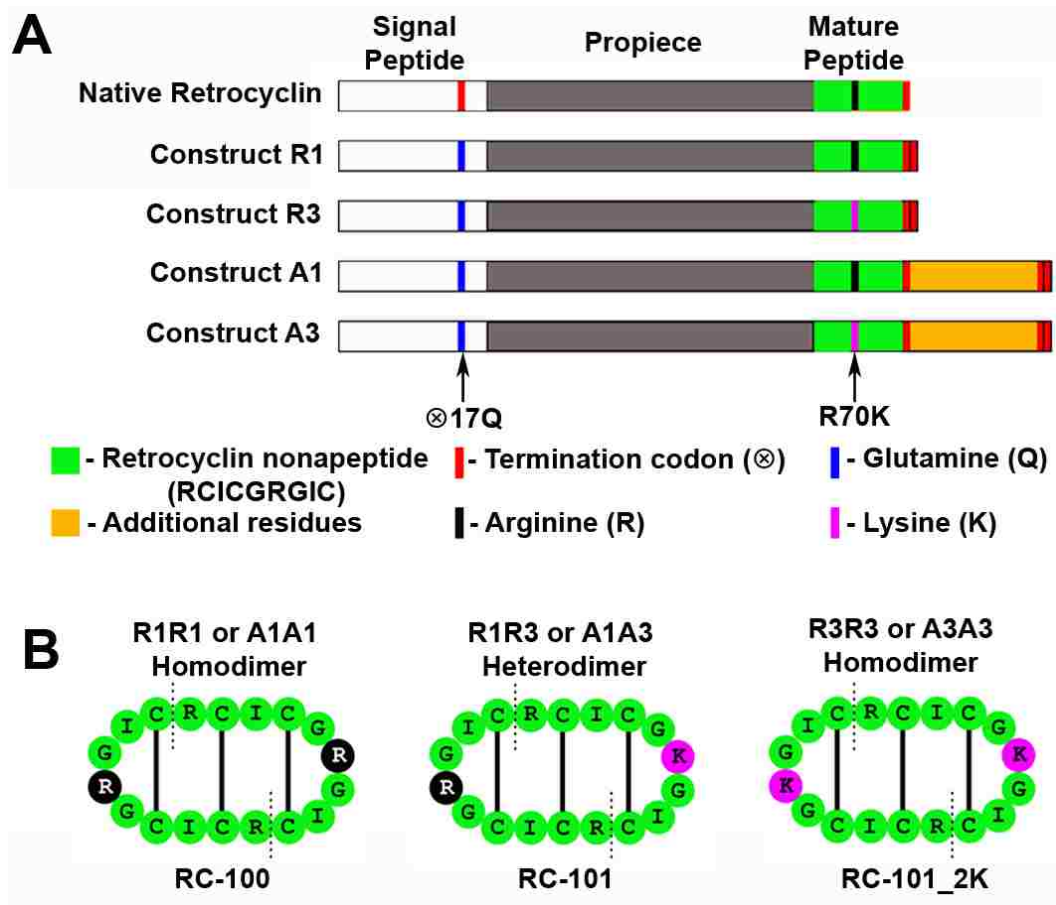 A
Signal
Peptide
Propiece
Mature
Peptide
Native Retrocyclin
Construct R1
Construct R3
Construct A1
Construct A3
⊗17Q
R70K
- Retrocyclin nonapeptide
(RCICGRGIC)
- Termination codon (⊗)
- Glutamine (Q)
- Additional residues
- Arginine (R)
- Lysine (K)
B
R1R1 or A1A1
Homodimer
R1R3 or A1A3
Heterodimer
R3R3 or A3A3
Homodimer
G I C R C I C G R
R G C I C R C I G
G I C R C I C G K
R G C I C R C I G
G I C R C I C G K
K G C I C R C I G
RC-100
RC-101
RC-101_2K